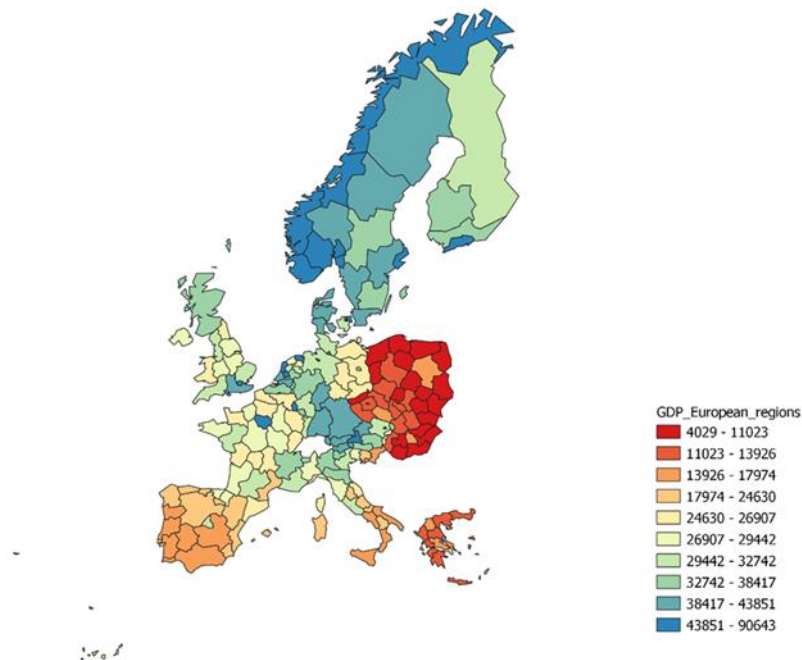 GDP_European_regions
4029 - 11023
11023 - 13926
13926 - 17974
17974 - 24630
24630 - 26907
26907 - 29442
29442 - 32742
32742 - 38417
38417 - 43851
43851 - 90643